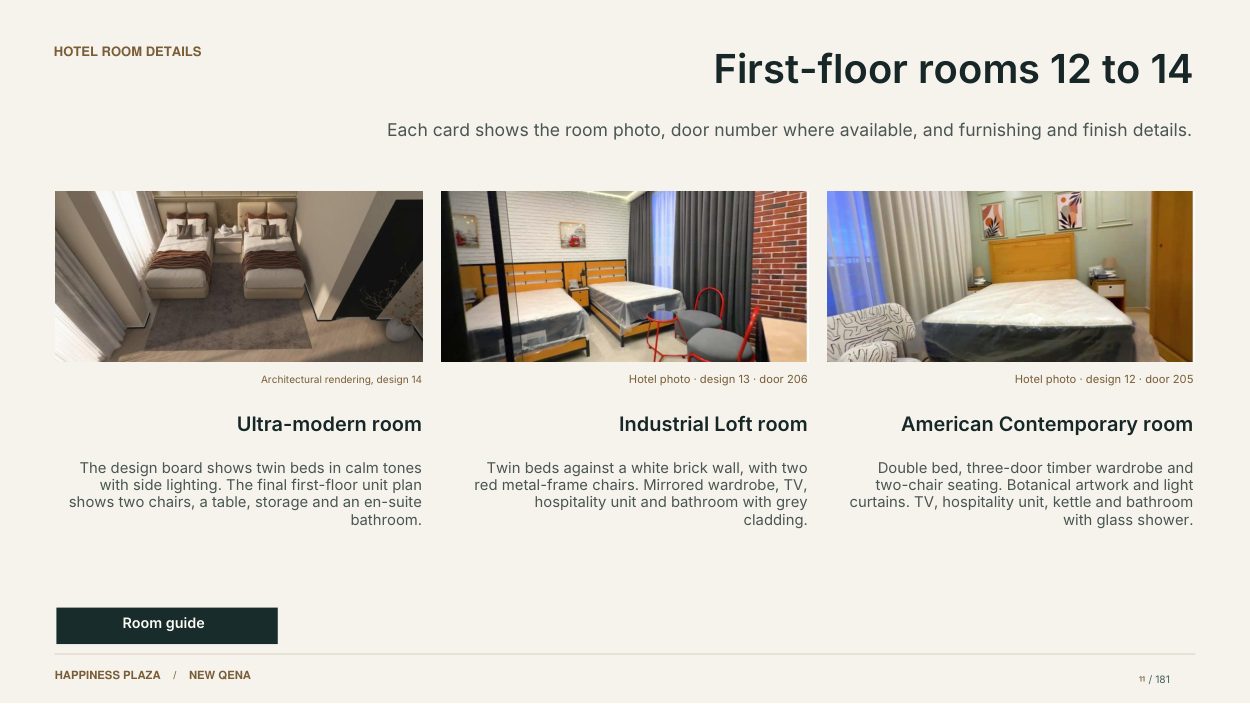 HOTEL ROOM DETAILS
First-floor rooms 12 to 14
Each card shows the room photo, door number where available, and furnishing and finish details.
Architectural rendering, design 14
Ultra-modern room
The design board shows twin beds in calm tones
with side lighting. The final first-floor unit plan
shows two chairs, a table, storage and an en-suite
bathroom.
Hotel photo · design 13 · door 206
Industrial Loft room
Twin beds against a white brick wall, with two
red metal-frame chairs. Mirrored wardrobe, TV,
hospitality unit and bathroom with grey
cladding.
Hotel photo · design 12 · door 205
American Contemporary room
Double bed, three-door timber wardrobe and
two-chair seating. Botanical artwork and light
curtains. TV, hospitality unit, kettle and bathroom
with glass shower.
Room guide
HAPPINESS PLAZA / NEW QENA
11 / 181